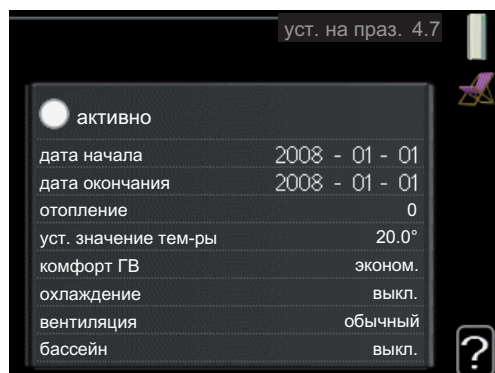 уст. на праз. 4.7
активно
дата начала 2008 - 01 - 01
дата окончания 2008 - 01 - 01
отопление 0
уст. значение тем-ры 20.0°
комфорт ГВ эконом.
охлаждение выкл.
вентиляция обычный
бассейн выкл.
?